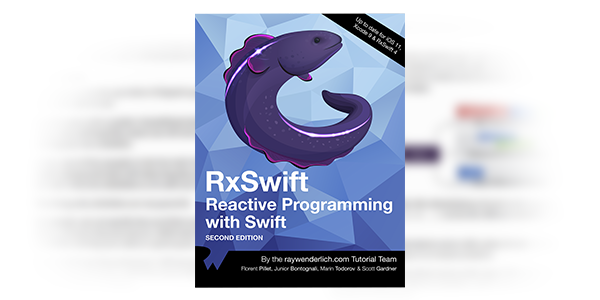 Up to date for iOS 11,
Xcode 9 & RxSwift 4
RxSwift
Reactive Programming
with Swift
SECOND EDITION
By the raywenderlich.com Tutorial Team
Florent Pillet, Junior Bontognali, Marin Todorov & Scott Gardner